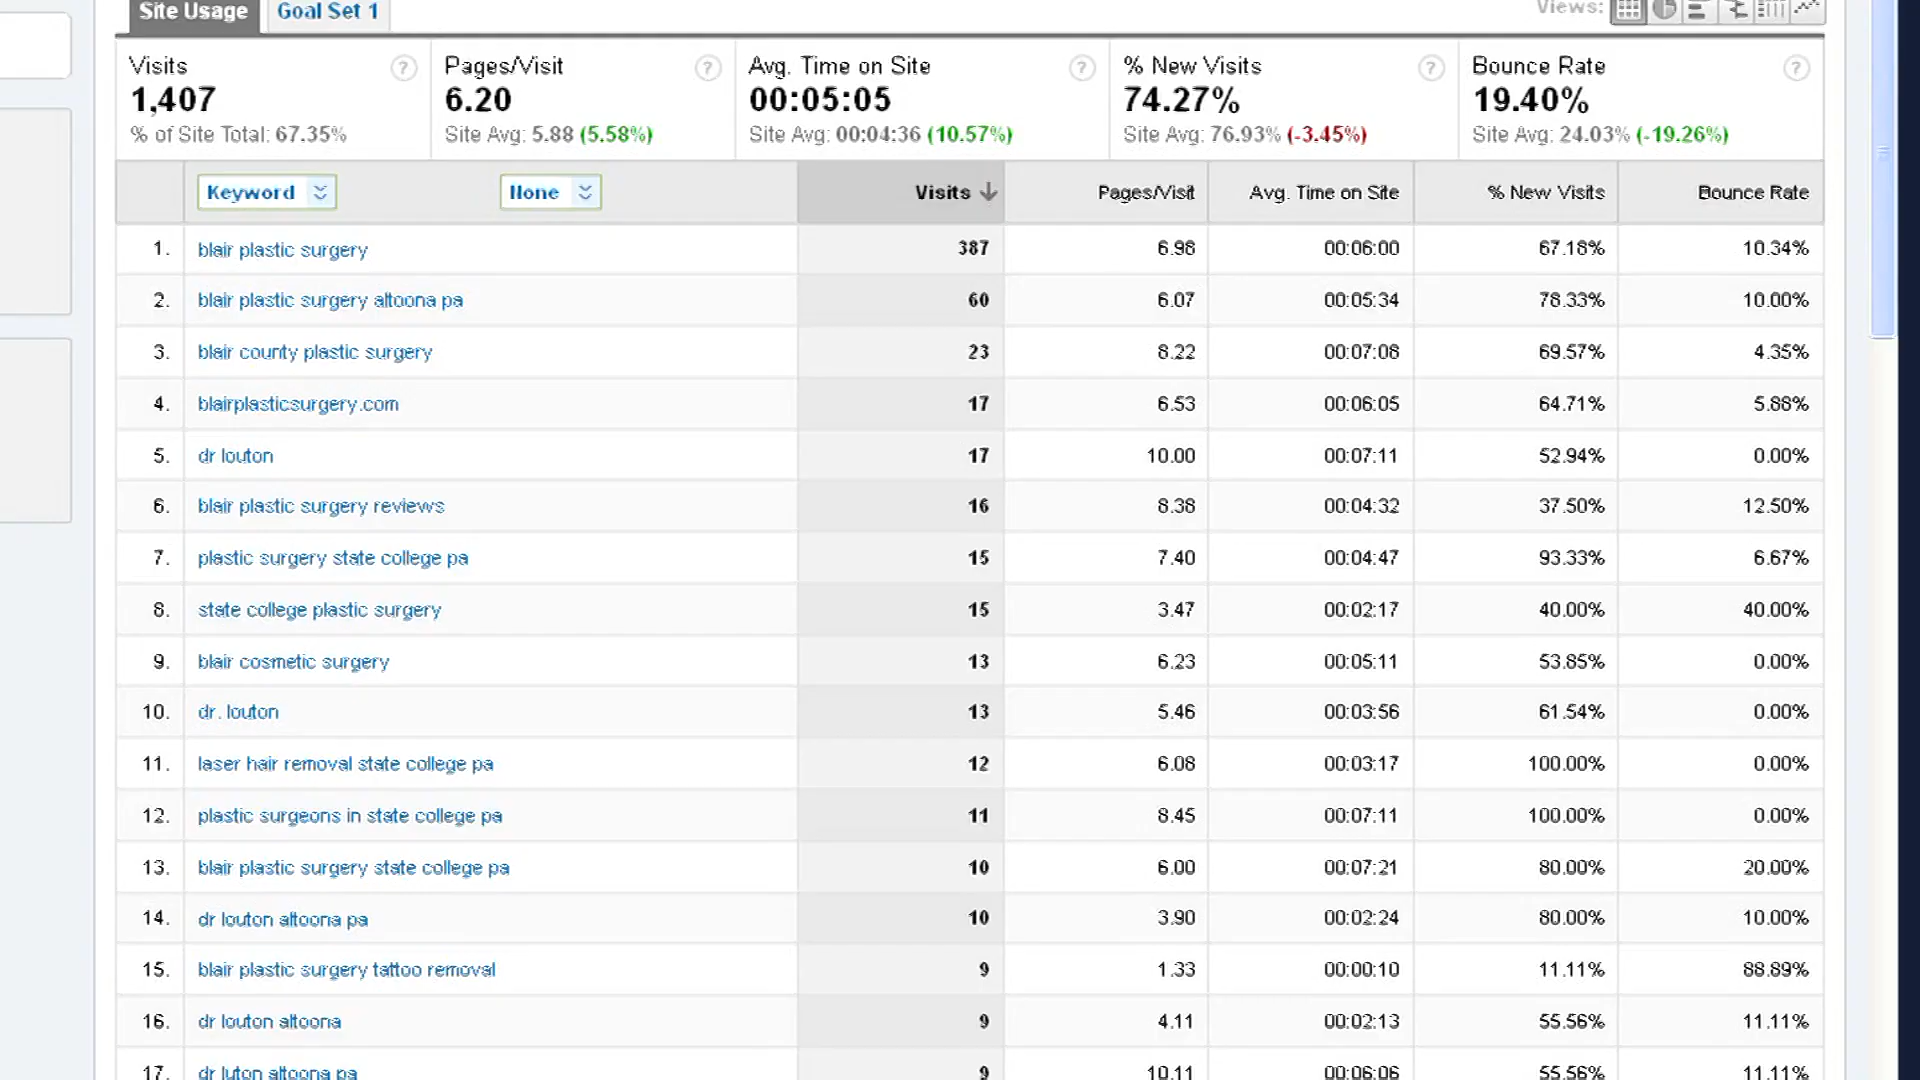 Site Usage Goal Set 1 Views:
Visits Pages/Visit Avg. Time on Site % New Visits Bounce Rate
1,407 6.20 00:05:05 74.27% 19.40%
% of Site Total: 67.35% Site Avg: 5.88 (5.58%) Site Avg: 00:04:36 (10.57%) Site Avg: 76.93% (-3.45%) Site Avg: 24.03% (-19.26%)
Keyword None Visits Pages/Visit Avg. Time on Site % New Visits Bounce Rate
1. blair plastic surgery 387 6.98 00:06:00 67.18% 10.34%
2. blair plastic surgery altoona pa 60 6.07 00:05:34 78.33% 10.00%
3. blair county plastic surgery 23 8.22 00:07:08 69.57% 4.35%
4. blairplasticsurgery.com 17 6.53 00:06:05 64.71% 5.88%
5. dr louton 17 10.00 00:07:11 52.94% 0.00%
6. blair plastic surgery reviews 16 8.38 00:04:32 37.50% 12.50%
7. plastic surgery state college pa 15 7.40 00:04:47 93.33% 6.67%
8. state college plastic surgery 15 3.47 00:02:17 40.00% 40.00%
9. blair cosmetic surgery 13 6.23 00:05:11 53.85% 0.00%
10. dr. louton 13 5.46 00:03:56 61.54% 0.00%
11. laser hair removal state college pa 12 6.08 00:03:17 100.00% 0.00%
12. plastic surgeons in state college pa 11 8.45 00:07:11 100.00% 0.00%
13. blair plastic surgery state college pa 10 6.00 00:07:21 80.00% 20.00%
14. dr louton altoona pa 10 3.90 00:02:24 80.00% 10.00%
15. blair plastic surgery tattoo removal 9 1.33 00:00:10 11.11% 88.89%
16. dr louton altoona 9 4.11 00:02:13 55.56% 11.11%
17. dr luton altoona pa 9 10.11 00:06:06 55.56% 11.11%